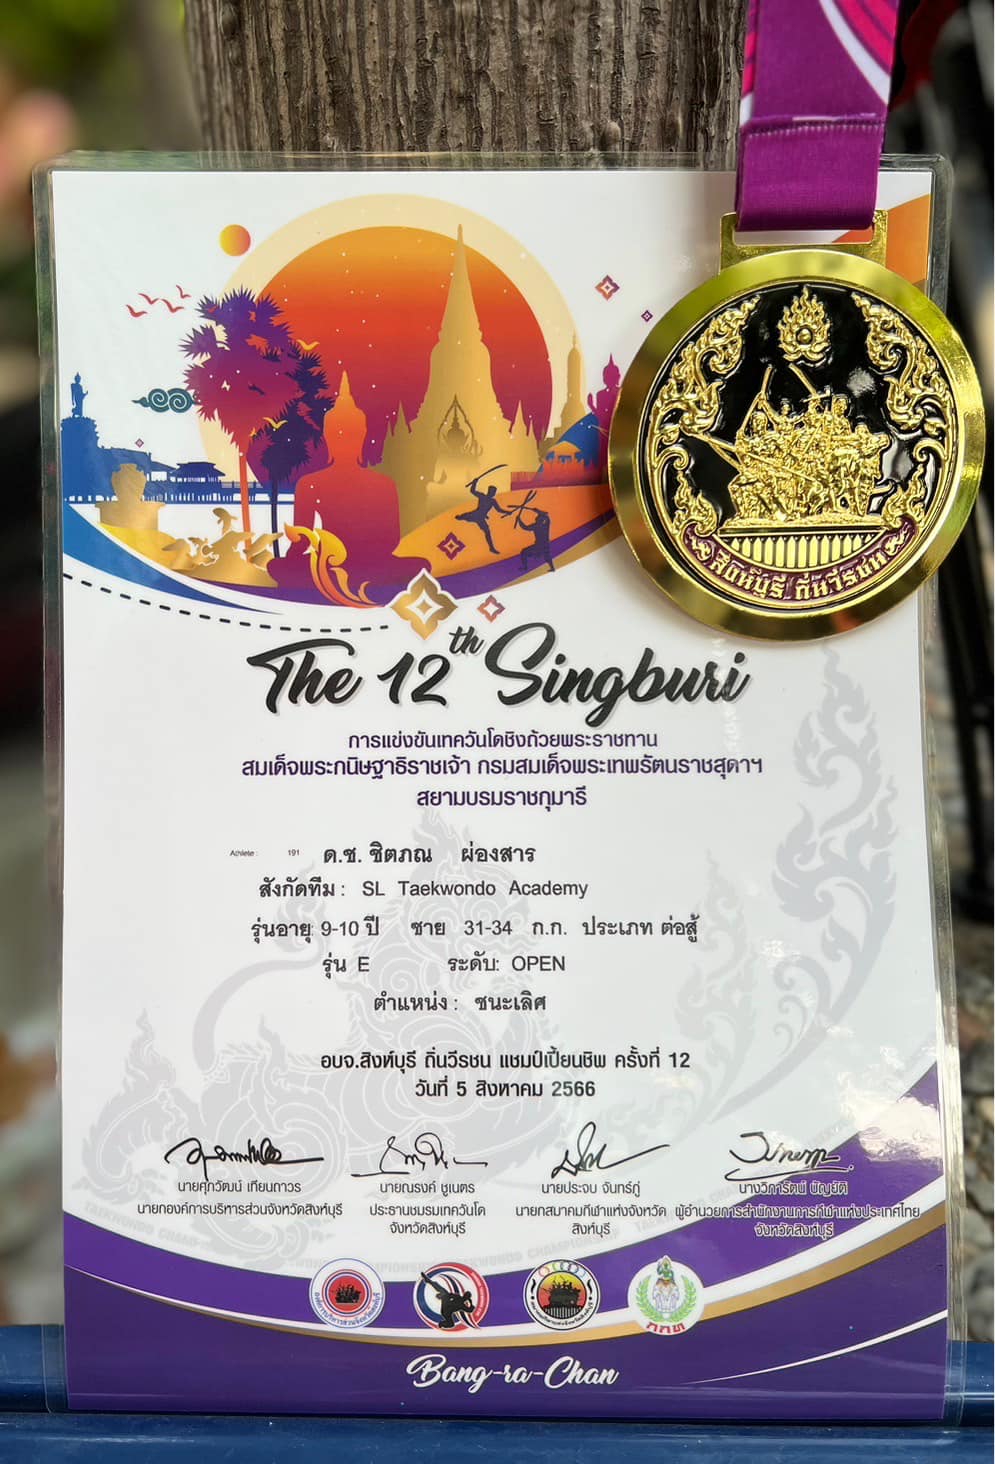 สิงห์บุรี ถิ่นวีรชน
The 12th Singburi
การแข่งขันเทควันโดชิงถ้วยพระราชทาน
สมเด็จพระกนิษฐาธิราชเจ้า กรมสมเด็จพระเทพรัตนราชสุดาฯ
สยามบรมราชกุมารี
Athlete : 191 ด.ช. ชิตภณ ผ่องสาร
สังกัดทีม : SL Taekwondo Academy
รุ่นอายุ 9-10 ปี ชาย 31-34 ก.ก. ประเภท ต่อสู้
รุ่น E ระดับ: OPEN
ตำแหน่ง : ชนะเลิศ
อบจ.สิงห์บุรี ถิ่นวีรชน แชมป์เปี้ยนชิพ ครั้งที่ 12
วันที่ 5 สิงหาคม 2566
นายศุภวัฒน์ เทียนถาวร นายณรงค์ ชูเนตร นายประจบ จันทร์กู่ นางวิภารัตน์ บัญยัติ
นายกองค์การบริหารส่วนจังหวัดสิงห์บุรี ประธานชมรมเทควันโด นายกสมาคมกีฬาแห่งจังหวัด ผู้อำนวยการสำนักงานการกีฬาแห่งประเทศไทย
จังหวัดสิงห์บุรี สิงห์บุรี จังหวัดสิงห์บุรี
กกท
Bang-ra-Chan